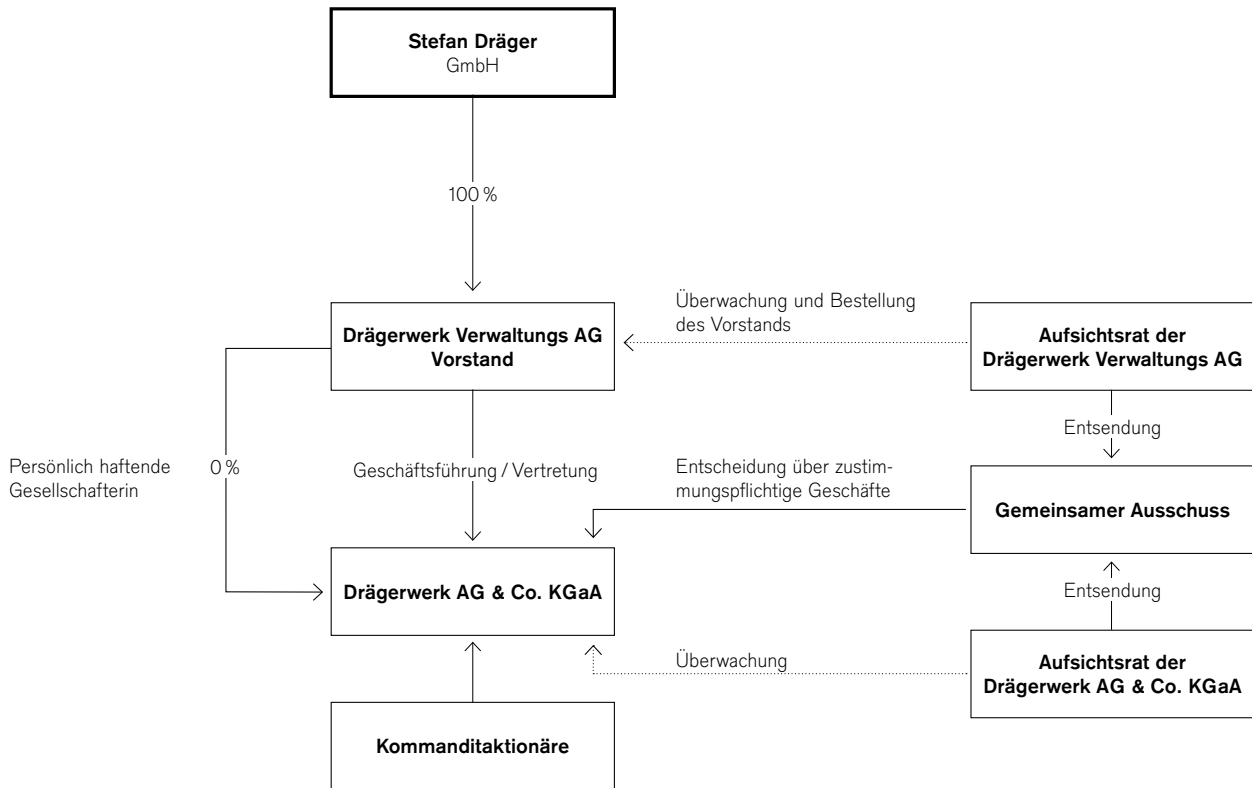 Stefan Dräger
GmbH
100 %
Überwachung und Bestellung
des Vorstands
Drägerwerk Verwaltungs AG
Vorstand
Aufsichtsrat der
Drägerwerk Verwaltungs AG
Entsendung
Persönlich haftende
Gesellschafterin
0 %
Geschäftsführung / Vertretung
Entscheidung über zustim-
mungspflichtige Geschäfte
Gemeinsamer Ausschuss
Drägerwerk AG & Co. KGaA
Entsendung
Überwachung
Aufsichtsrat der
Drägerwerk AG & Co. KGaA
Kommanditaktionäre